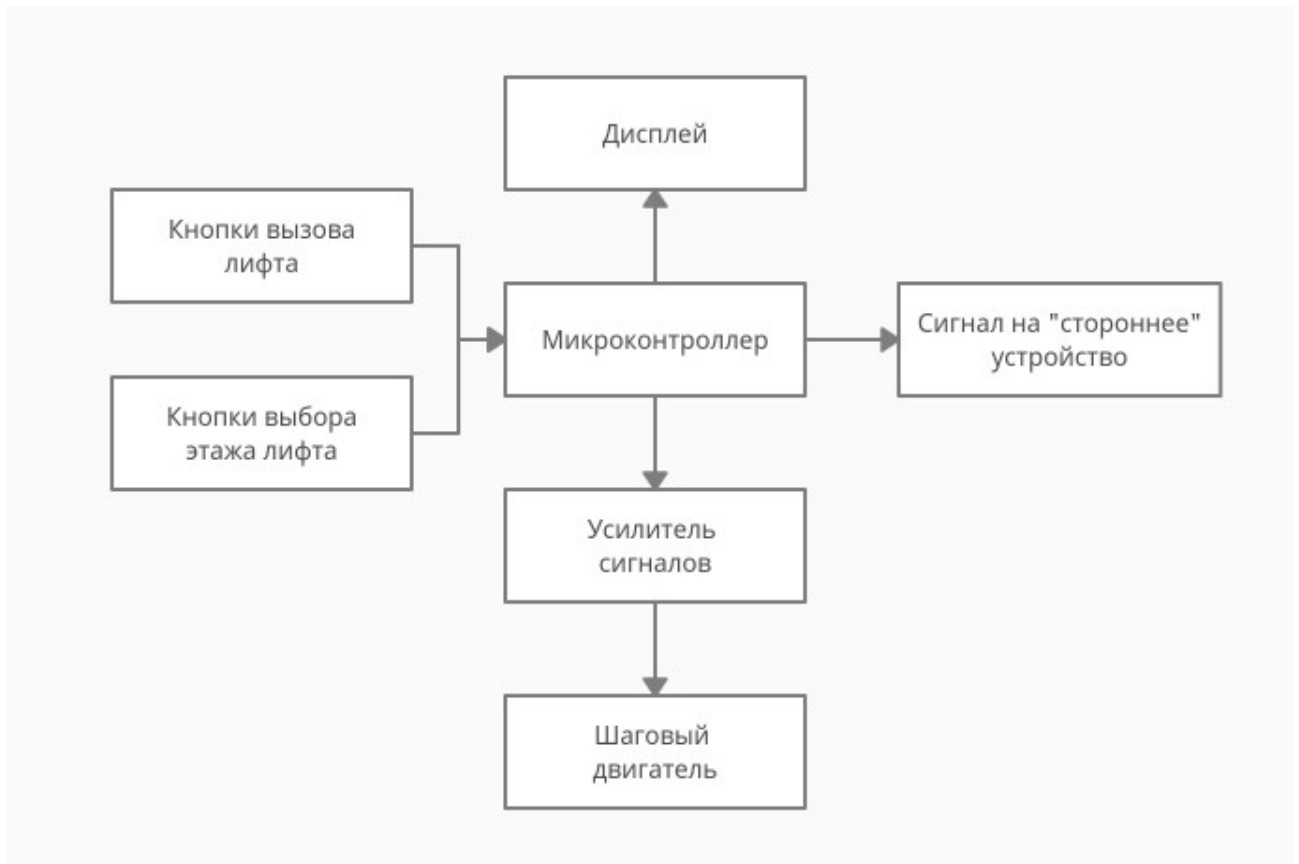 Дисплей
Кнопки вызова
лифта
Микроконтроллер
Сигнал на "стороннее"
устройство
Кнопки выбора
этажа лифта
Усилитель
сигналов
Шаговый
двигатель